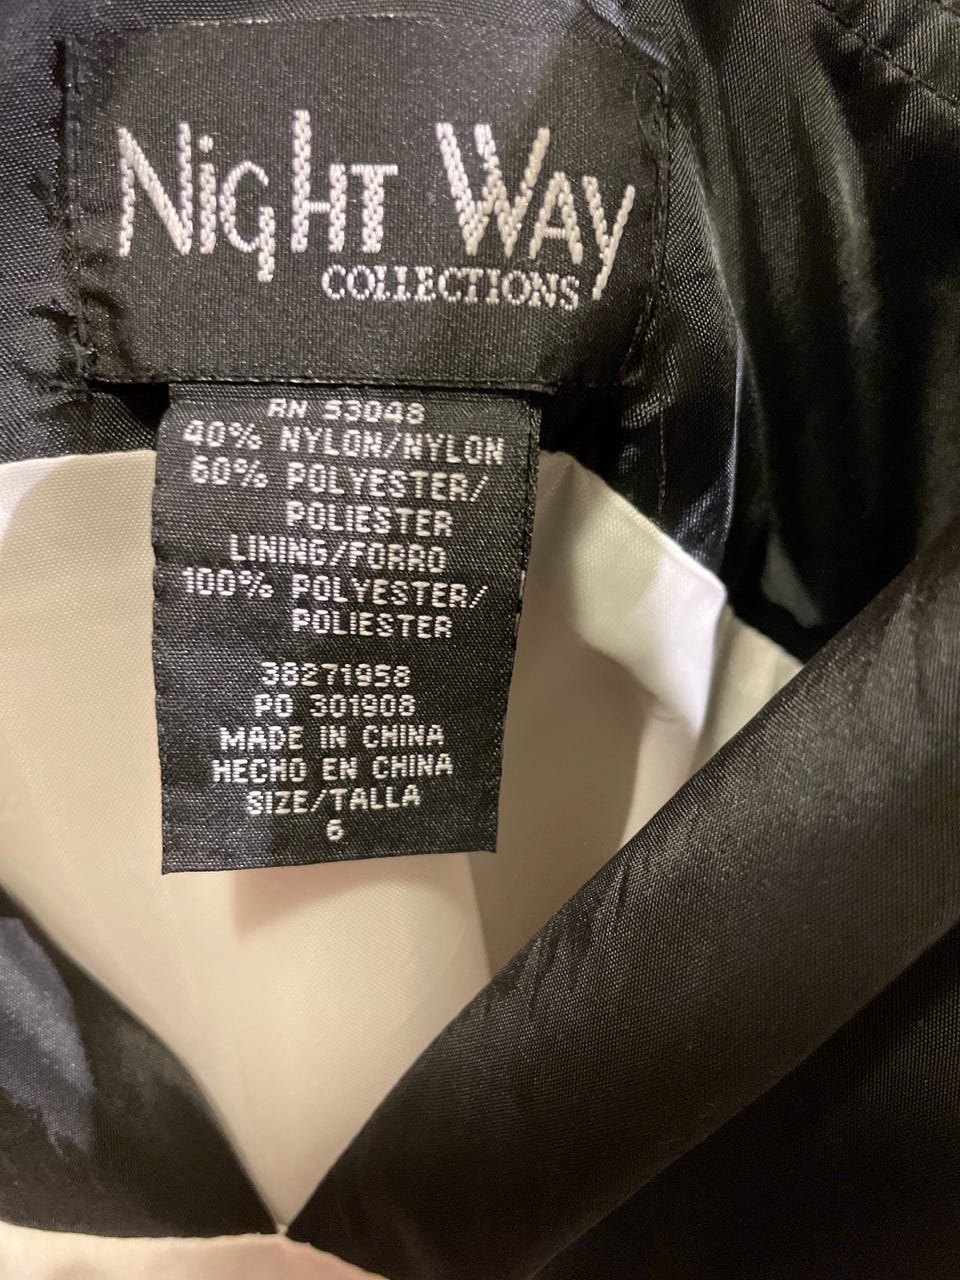 Night Way
COLLECTIONS
RN 53048
40% NYLON/NYLON
60% POLYESTER/
POLIESTER
LINING/FORRO
100% POLYESTER/
POLIESTER
38271958
PO 301908
MADE IN CHINA
HECHO EN CHINA
SIZE/TALLA
6